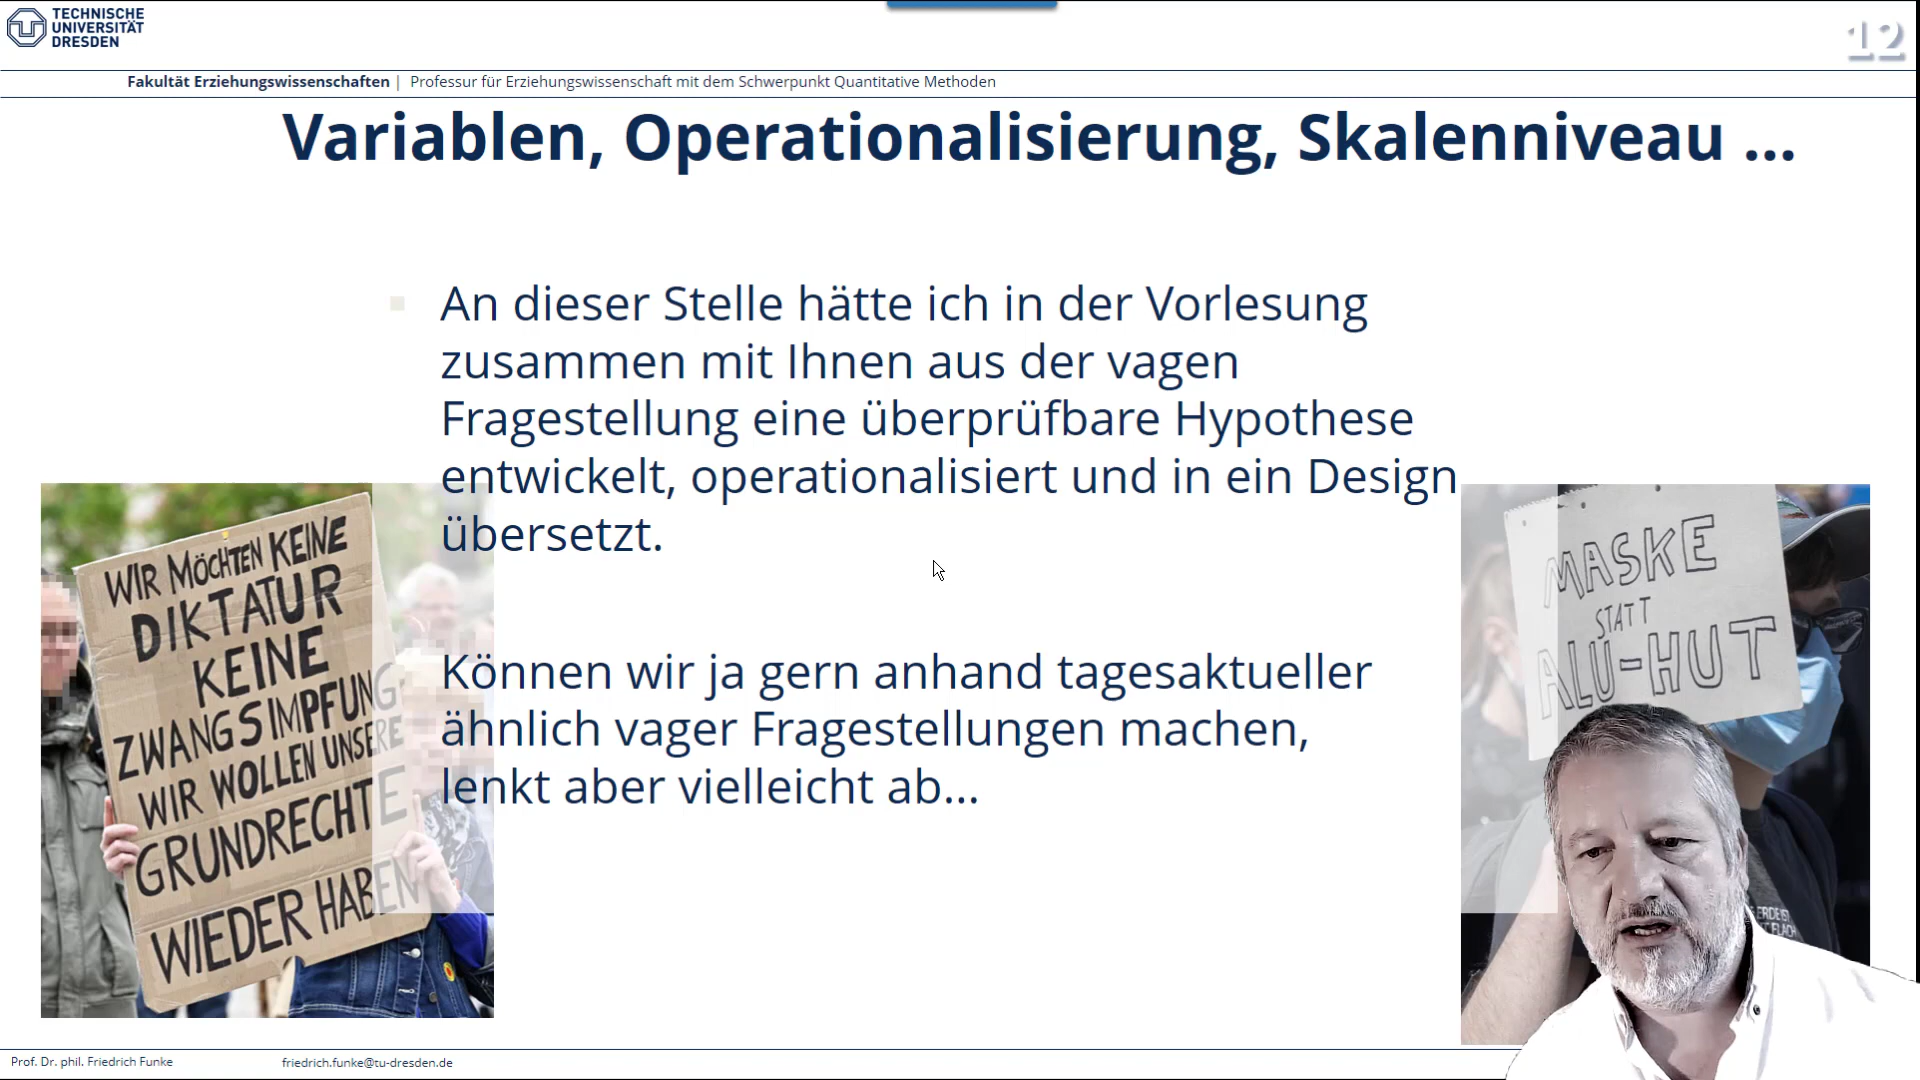 TECHNISCHE
UNIVERSITÄT
DRESDEN
12
Fakultät Erziehungswissenschaften | Professur für Erziehungswissenschaft mit dem Schwerpunkt Quantitative Methoden
Variablen, Operationalisierung, Skalenniveau ...
An dieser Stelle hätte ich in der Vorlesung
zusammen mit Ihnen aus der vagen
Fragestellung eine überprüfbare Hypothese
entwickelt, operationalisiert und in ein Design
übersetzt.
Können wir ja gern anhand tagesaktueller
ähnlich vager Fragestellungen machen,
lenkt aber vielleicht ab...
WIR MÖCHTEN KEINE
DIKTATUR
KEINE
ZWANGSIMPFUNG
WIR WOLLEN UNSERE
GRUNDRECHTE
WIEDER HABEN
MASKE
STATT
ALU-HUT
Prof. Dr. phil. Friedrich Funke
friedrich.funke@tu-dresden.de